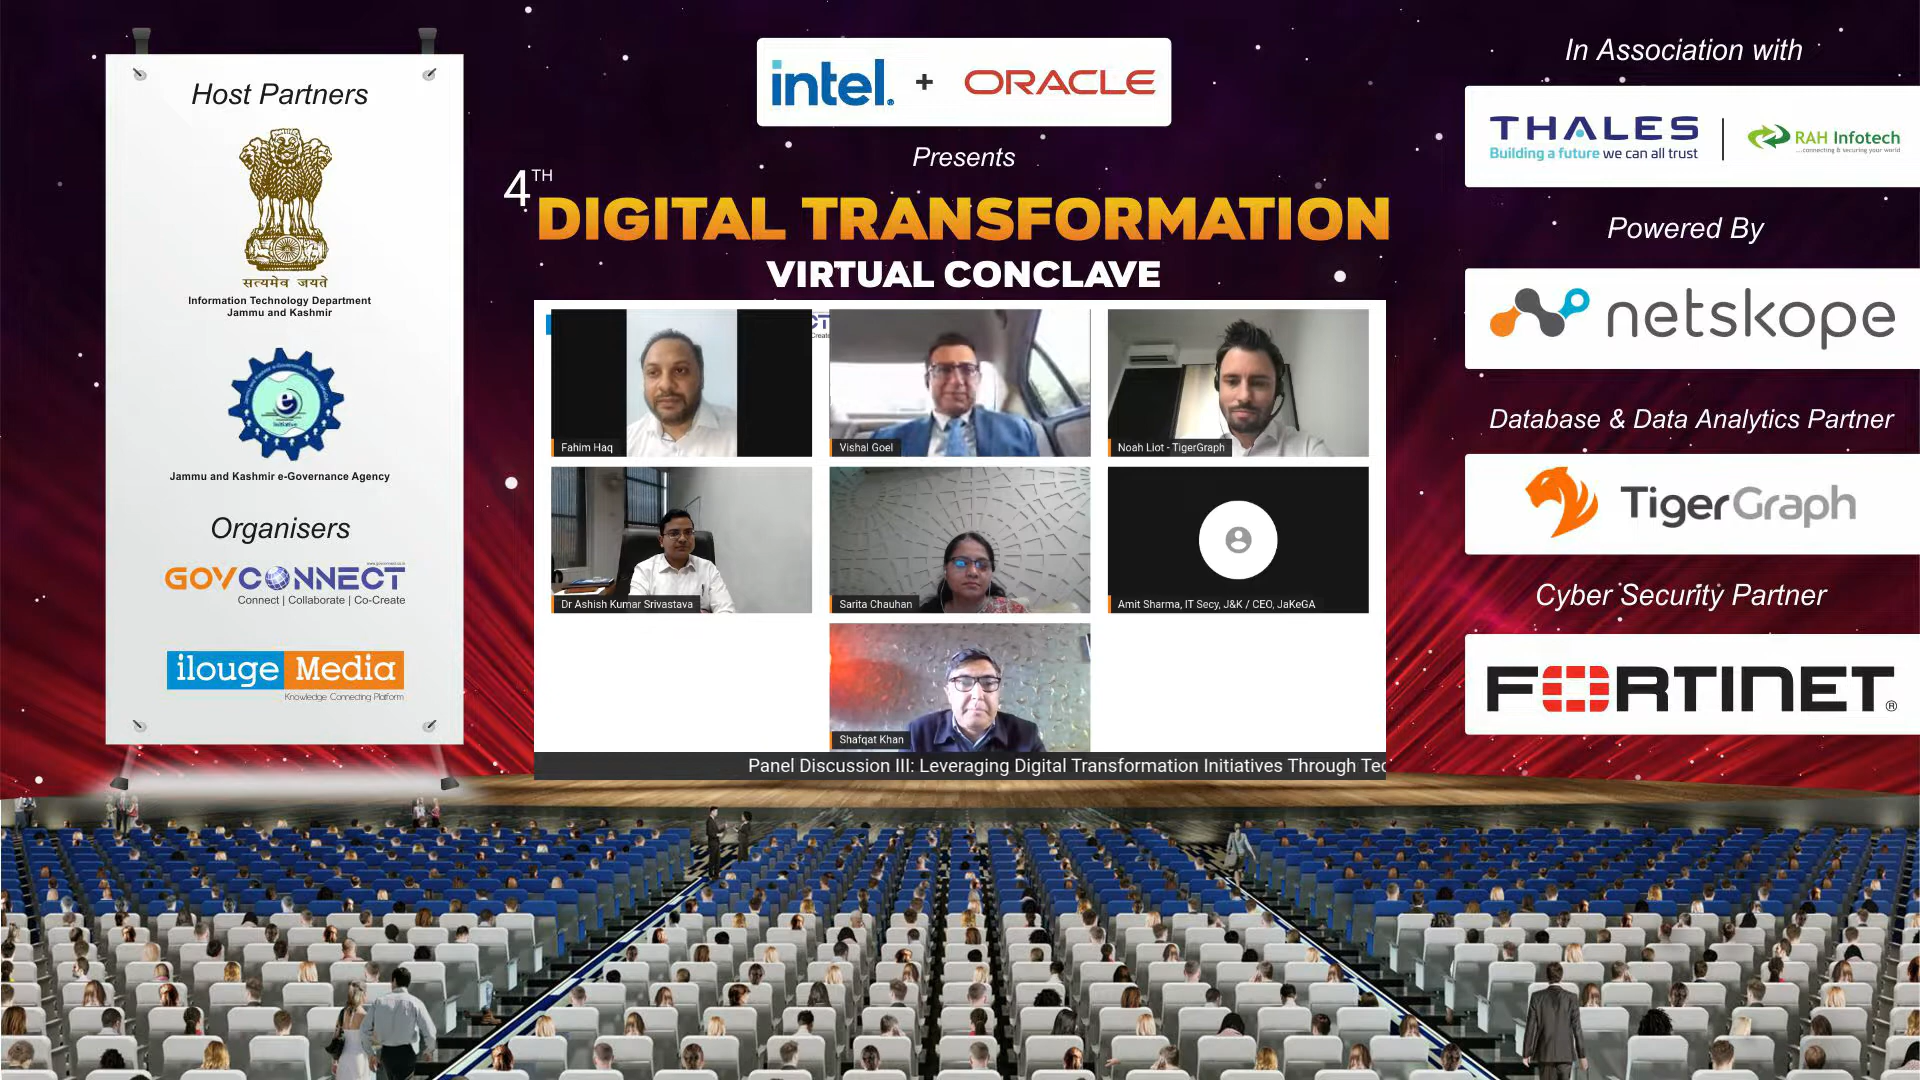 Host Partners
सत्यमेव जयते
Information Technology Department
Jammu and Kashmir
Jammu and Kashmir e-Governance Agency
Organisers
GOVCONNECT
Connect | Collaborate | Co-Create
ilouge Media
Knowledge Connecting Platform
intel. + ORACLE
Presents
4TH
DIGITAL TRANSFORMATION
VIRTUAL CONCLAVE
Fahim Haq
Vishal Goel
Noah Liot - TigerGraph
Dr Ashish Kumar Srivastava
Sarita Chauhan
Amit Sharma, IT Secy, J&K / CEO, JaKeGA
Shafqat Khan
Panel Discussion III: Leveraging Digital Transformation Initiatives Through Tec
In Association with
THALES
Building a future we can all trust
RAH Infotech
...connecting & securing your world
Powered By
netskope
Database & Data Analytics Partner
TigerGraph
Cyber Security Partner
FORTINET®